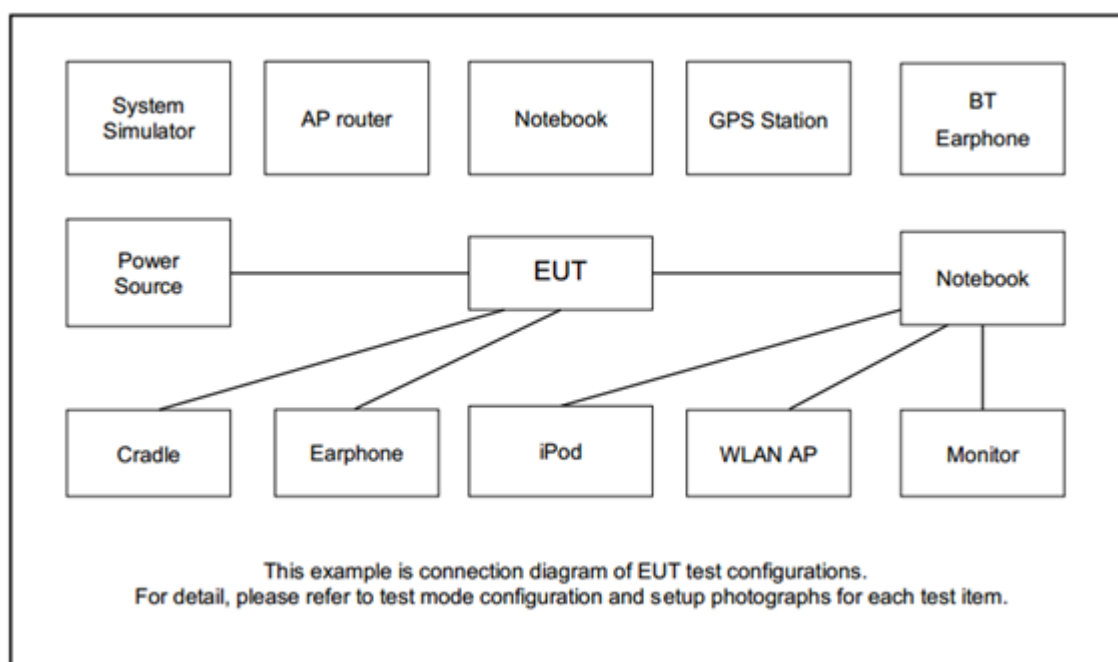 System
Simulator
AP router
Notebook
GPS Station
BT
Earphone
Power
Source
EUT
Notebook
Cradle
Earphone
iPod
WLAN AP
Monitor
This example is connection diagram of EUT test configurations.
For detail, please refer to test mode configuration and setup photographs for each test item.